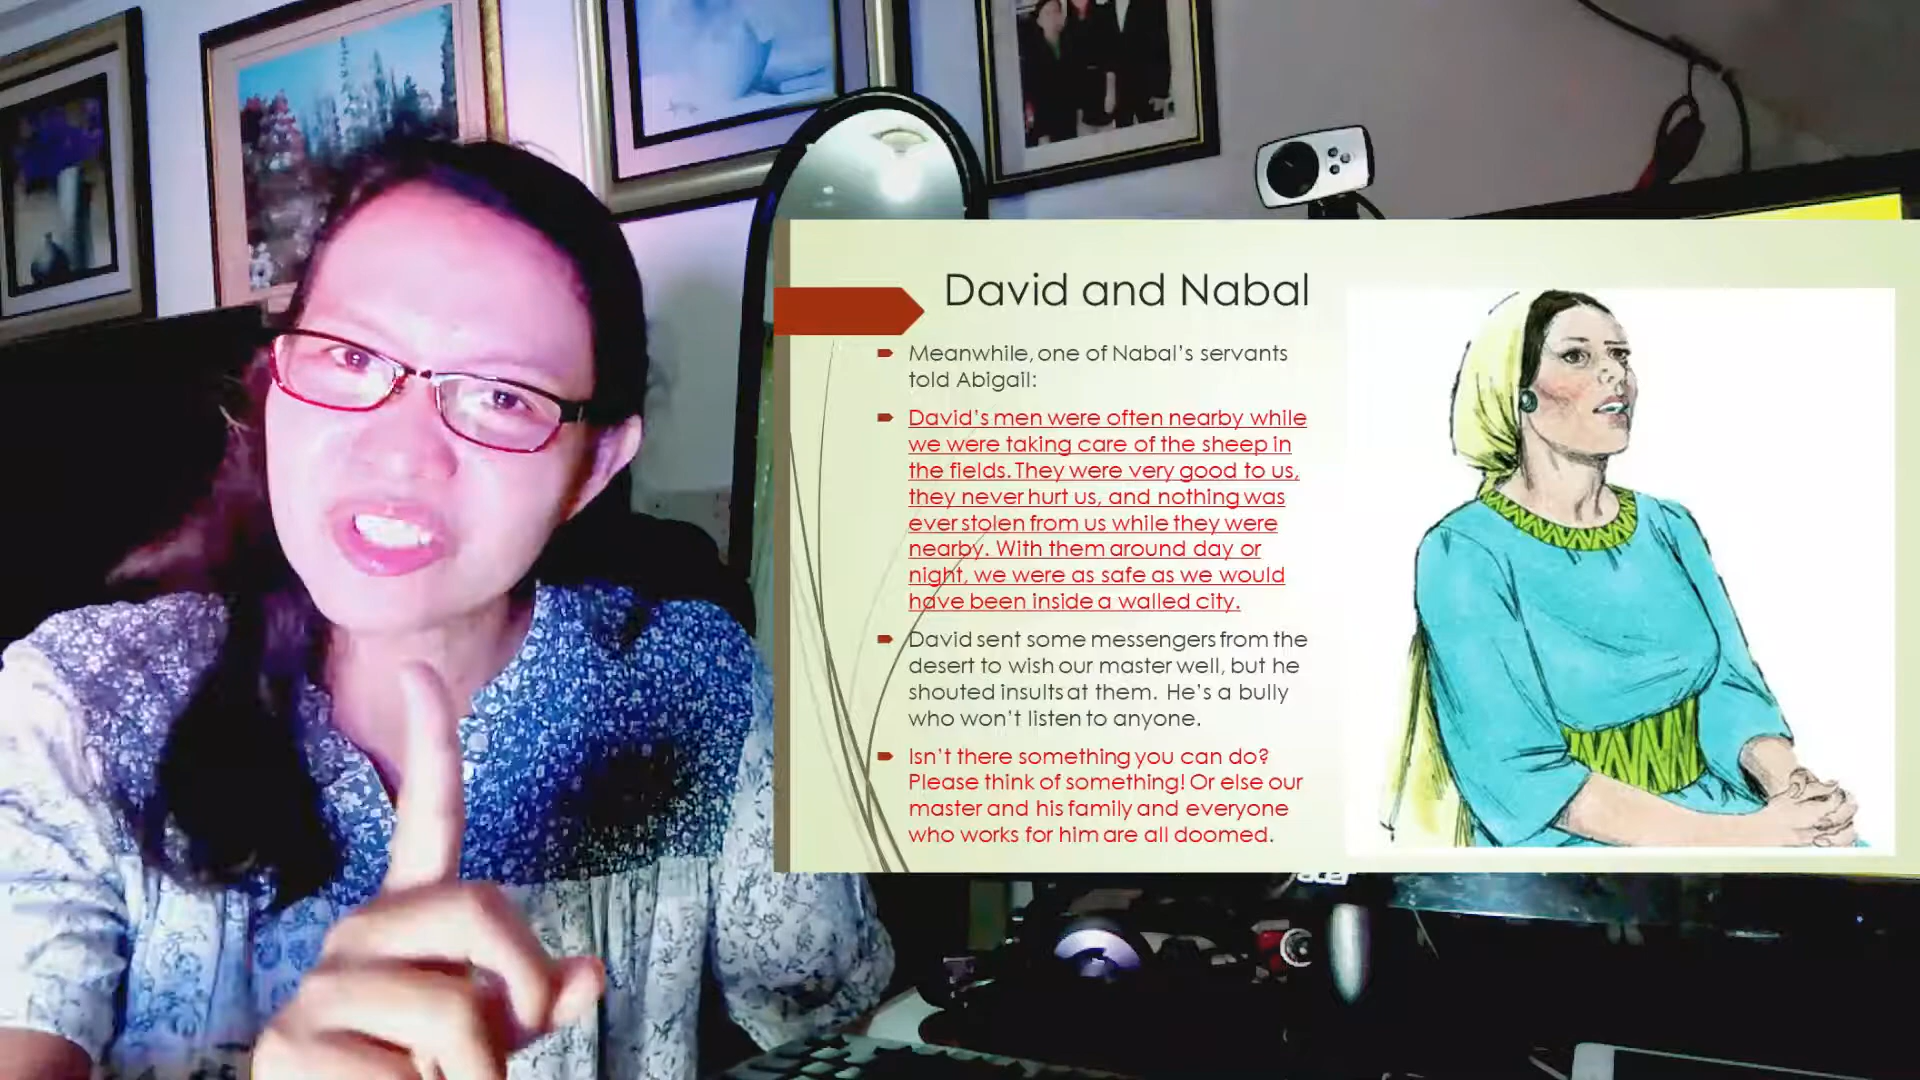 David and Nabal
Meanwhile, one of Nabal's servants
told Abigail:
David's men were often nearby while
we were taking care of the sheep in
the fields. They were very good to us,
they never hurt us, and nothing was
ever stolen from us while they were
nearby. With them around day or
night, we were as safe as we would
have been inside a walled city.
David sent some messengers from the
desert to wish our master well, but he
shouted insults at them. He's a bully
who won't listen to anyone.
Isn't there something you can do?
Please think of something! Or else our
master and his family and everyone
who works for him are all doomed.
acer